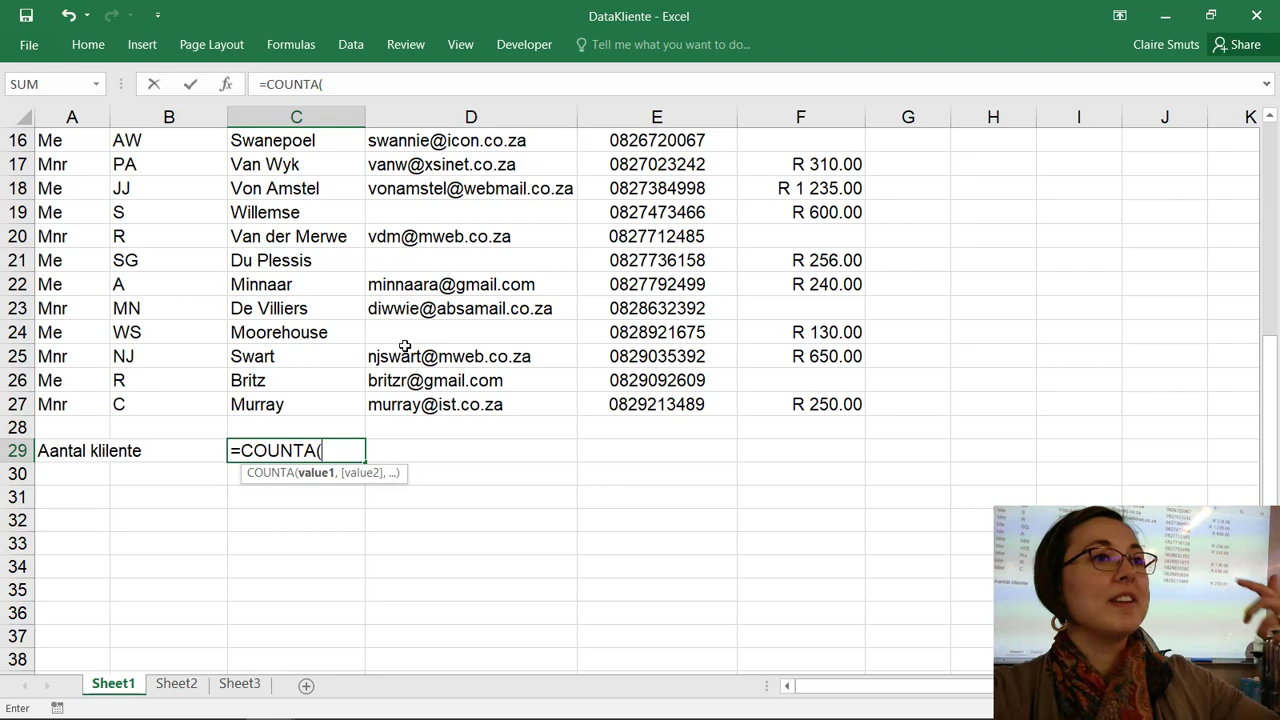 DataKliente - Excel
File Home Insert Page Layout Formulas Data Review View Developer Tell me what you want to do... Claire Smuts Share
SUM fx =COUNTA(
A B C D E F G H I J K
16 Me AW Swanepoel swannie@icon.co.za 0826720067
17 Mnr PA Van Wyk vanw@xsinet.co.za 0827023242 R 310.00
18 Me JJ Von Amstel vonamstel@webmail.co.za 0827384998 R 1 235.00
19 Me S Willemse 0827473466 R 600.00
20 Mnr R Van der Merwe vdm@mweb.co.za 0827712485
21 Me SG Du Plessis 0827736158 R 256.00
22 Me A Minnaar minnaara@gmail.com 0827792499 R 240.00
23 Mnr MN De Villiers diwwie@absamail.co.za 0828632392
24 Me WS Moorehouse 0828921675 R 130.00
25 Mnr NJ Swart njswart@mweb.co.za 0829035392 R 650.00
26 Me R Britz britzr@gmail.com 0829092609
27 Mnr C Murray murray@ist.co.za 0829213489 R 250.00
28
29 Aantal klilente =COUNTA(
30 COUNTA(value1, [value2], ...)
31
32
33
34
35
36
37
38
Sheet1 Sheet2 Sheet3
Enter